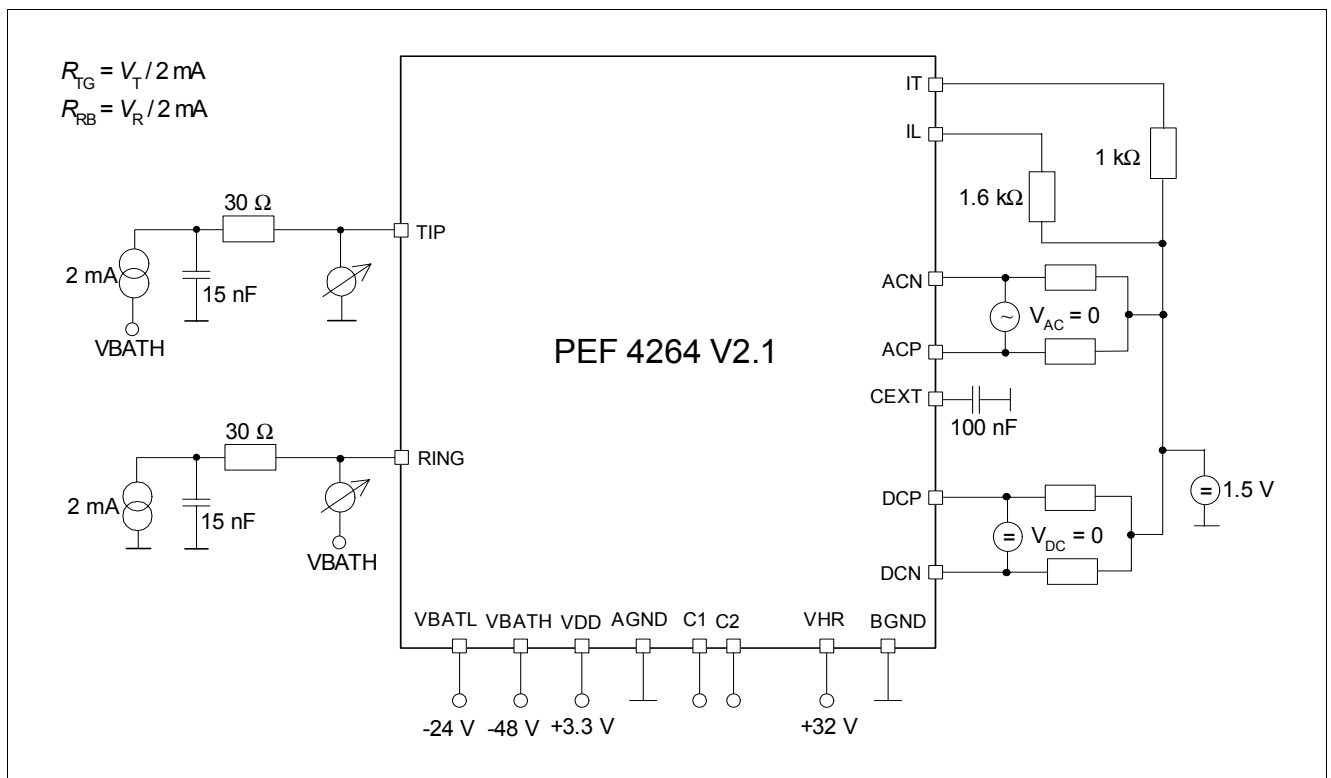 R_TG = V_T / 2 mA
R_RB = V_R / 2 mA
IT
IL
1 kΩ
1.6 kΩ
30 Ω
TIP
2 mA
15 nF
VBATH
ACN
V_AC = 0
ACP
PEF 4264 V2.1
CEXT
100 nF
30 Ω
RING
2 mA
15 nF
VBATH
DCP
V_DC = 0
DCN
1.5 V
VBATL
VBATH
VDD
AGND
C1
C2
VHR
BGND
-24 V
-48 V
+3.3 V
+32 V